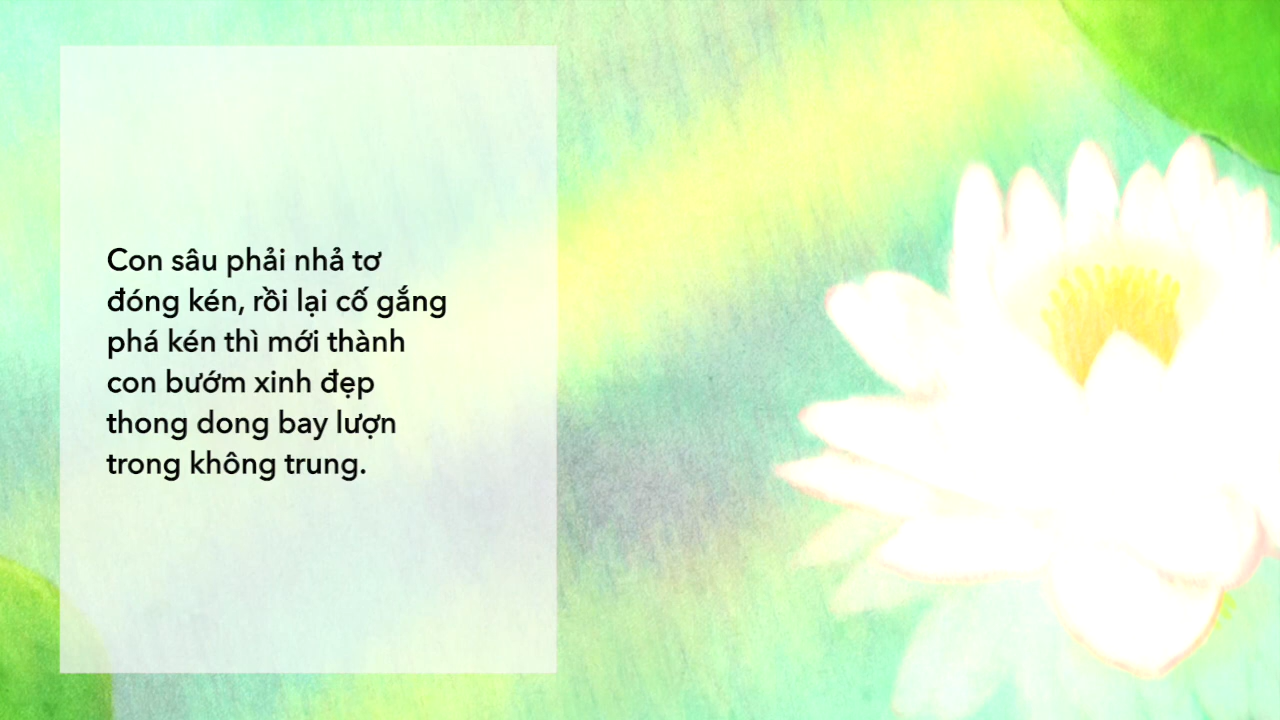 Con sâu phải nhả tơ
đóng kén, rồi lại cố gắng
phá kén thì mới thành
con bướm xinh đẹp
thong dong bay lượn
trong không trung.